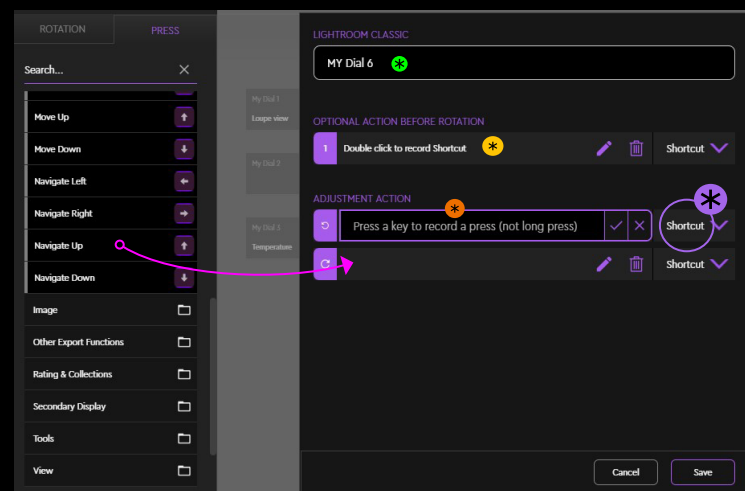 ROTATION
PRESS
Search...
Move Up
Move Down
Navigate Left
Navigate Right
Navigate Up
Navigate Down
Image
Other Export Functions
Rating & Collections
Secondary Display
Tools
View
My Dial 1
Loupe view
My Dial 2
My Dial 3
Temperature
LIGHTROOM CLASSIC
MY Dial 6
OPTIONAL ACTION BEFORE ROTATION
1 Double click to record Shortcut Shortcut
ADJUSTMENT ACTION
Press a key to record a press (not long press) Shortcut
Shortcut
Cancel
Save